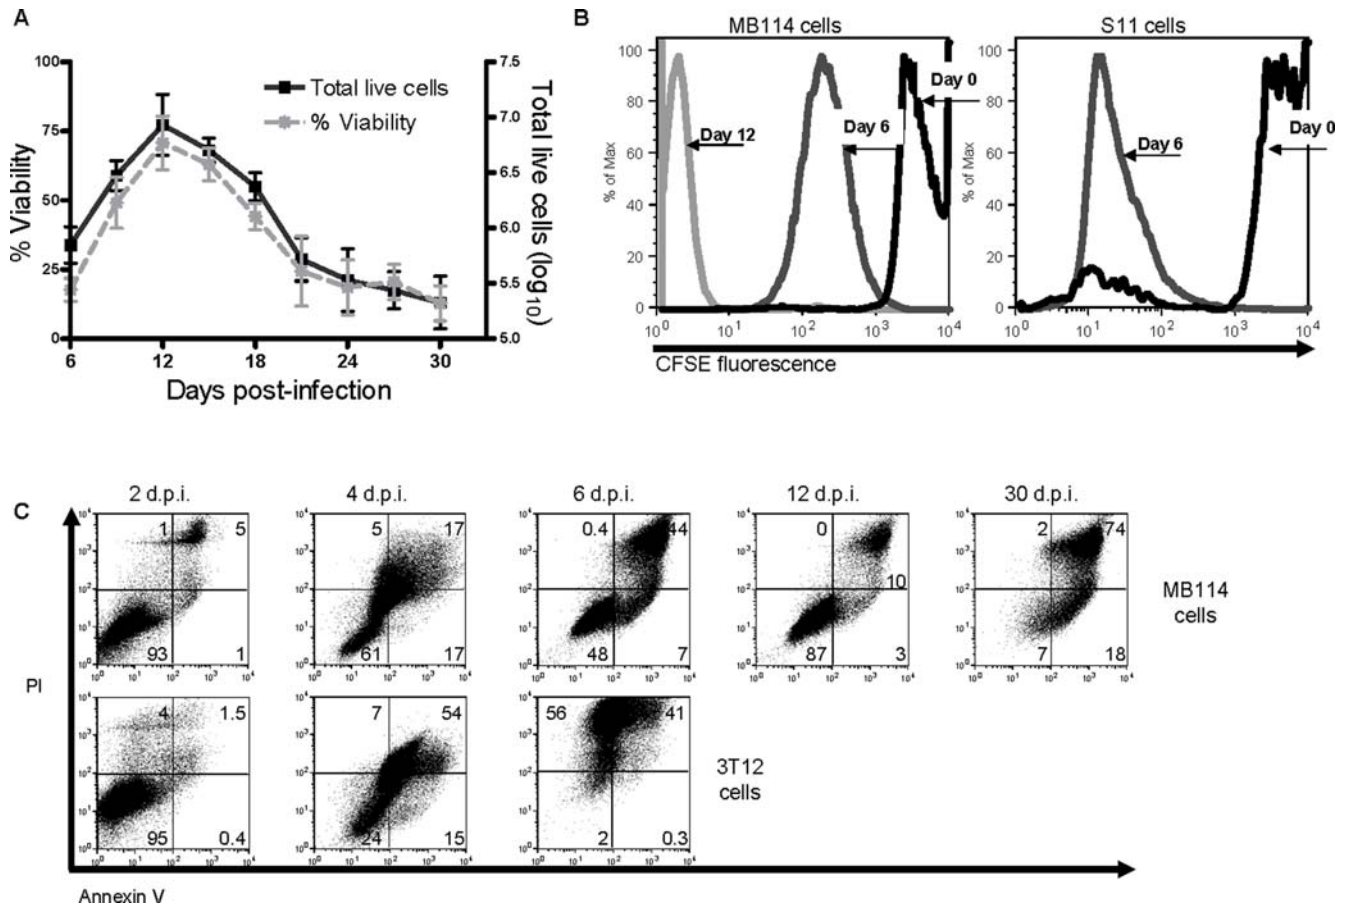 A
100
75
50
25
0
% Viability
6
12
18
24
30
Days post-infection
7.5
7.0
6.5
6.0
5.5
5.0
Total live cells (log10)
Total live cells
% Viability
B
MB114 cells
100
80
60
40
20
0
% of Max
Day 12
Day 6
Day 0
10^0
10^1
10^2
10^3
10^4
S11 cells
100
80
60
40
20
0
% of Max
Day 6
Day 0
10^0
10^1
10^2
10^3
10^4
CFSE fluorescence
C
2 d.p.i.
4 d.p.i.
6 d.p.i.
12 d.p.i.
30 d.p.i.
1
5
93
1
5
17
61
17
0.4
44
48
7
0
10
87
3
2
74
7
18
MB114
cells
PI
4
1.5
95
0.4
7
54
24
15
56
41
2
0.3
3T12
cells
Annexin V